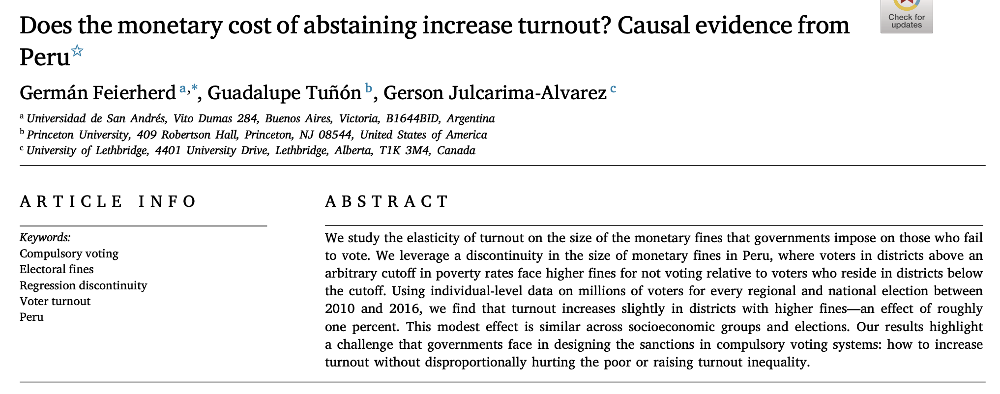 Check for
updates
Does the monetary cost of abstaining increase turnout? Causal evidence from
Peru☆
Germán Feierherd a,*, Guadalupe Tuñón b, Gerson Julcarima-Alvarez c
a Universidad de San Andrés, Vito Dumas 284, Buenos Aires, Victoria, B1644BID, Argentina
b Princeton University, 409 Robertson Hall, Princeton, NJ 08544, United States of America
c University of Lethbridge, 4401 University Drive, Lethbridge, Alberta, T1K 3M4, Canada
ARTICLE INFO
Keywords:
Compulsory voting
Electoral fines
Regression discontinuity
Voter turnout
Peru
ABSTRACT
We study the elasticity of turnout on the size of the monetary fines that governments impose on those who fail
to vote. We leverage a discontinuity in the size of monetary fines in Peru, where voters in districts above an
arbitrary cutoff in poverty rates face higher fines for not voting relative to voters who reside in districts below
the cutoff. Using individual-level data on millions of voters for every regional and national election between
2010 and 2016, we find that turnout increases slightly in districts with higher fines—an effect of roughly
one percent. This modest effect is similar across socioeconomic groups and elections. Our results highlight
a challenge that governments face in designing the sanctions in compulsory voting systems: how to increase
turnout without disproportionally hurting the poor or raising turnout inequality.